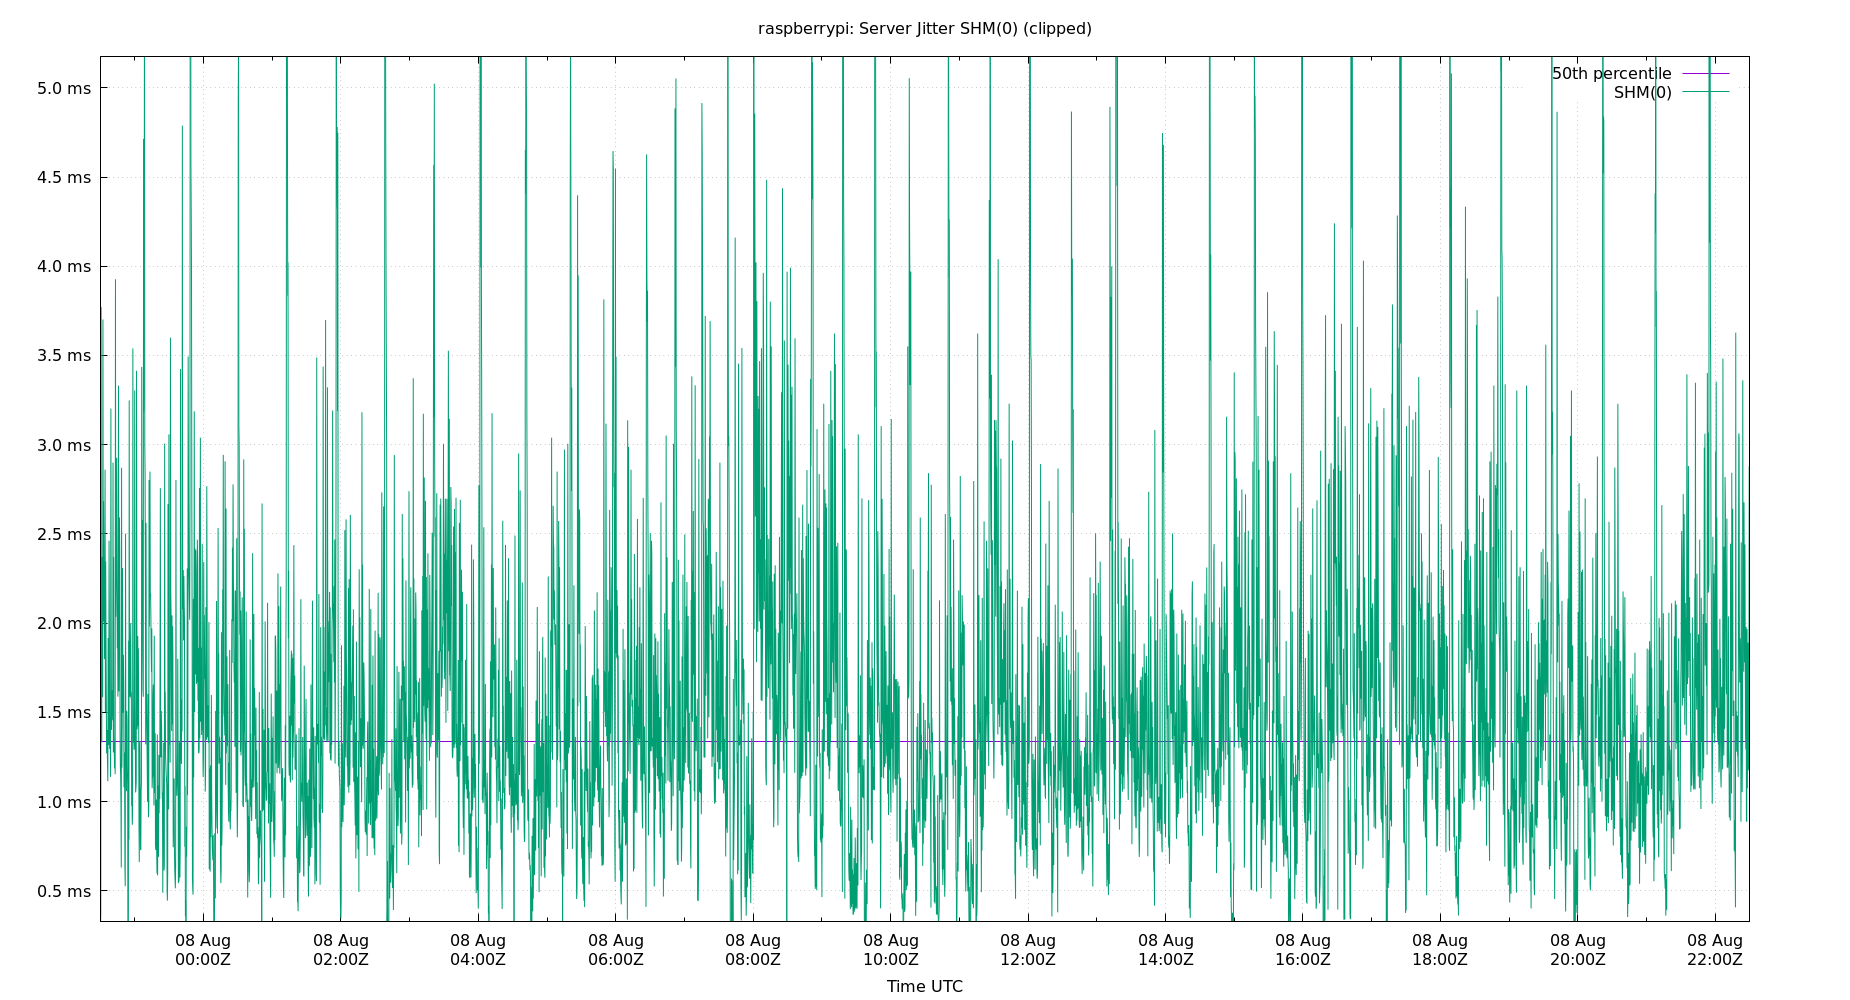 raspberrypi: Server Jitter SHM(0) (clipped)
50th percentile
SHM(0)
5.0 ms
4.5 ms
4.0 ms
3.5 ms
3.0 ms
2.5 ms
2.0 ms
1.5 ms
1.0 ms
0.5 ms
08 Aug 08 Aug 08 Aug 08 Aug 08 Aug 08 Aug 08 Aug 08 Aug 08 Aug 08 Aug 08 Aug 08 Aug
00:00Z 02:00Z 04:00Z 06:00Z 08:00Z 10:00Z 12:00Z 14:00Z 16:00Z 18:00Z 20:00Z 22:00Z
Time UTC